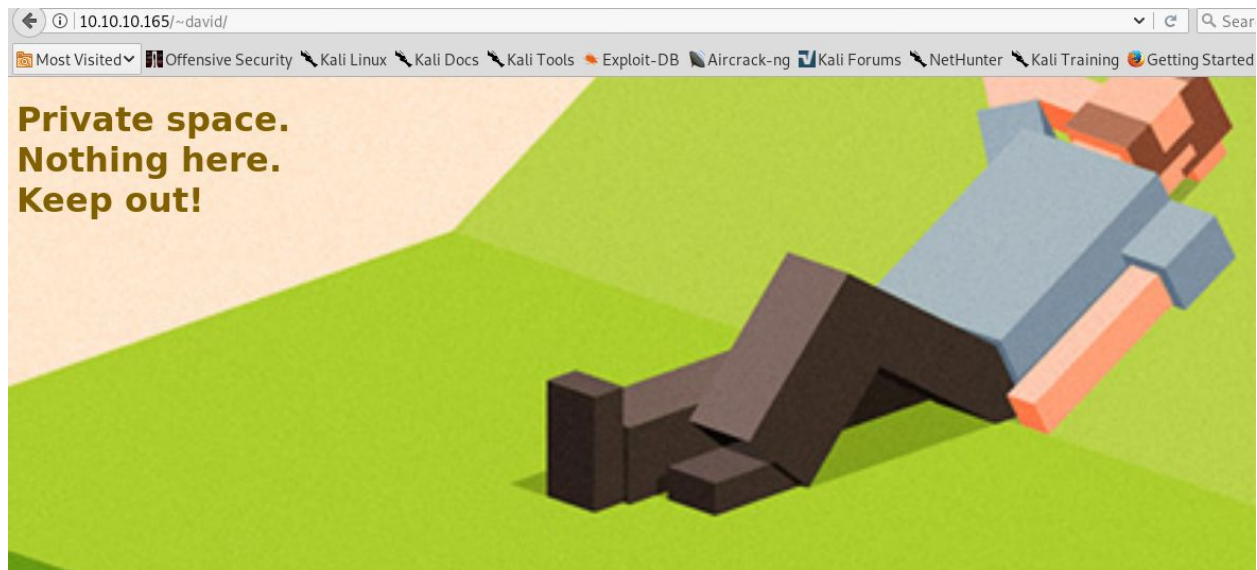 10.10.10.165/~david/
Sear
Most Visited Offensive Security Kali Linux Kali Docs Kali Tools Exploit-DB Aircrack-ng Kali Forums NetHunter Kali Training Getting Started
Private space.
Nothing here.
Keep out!